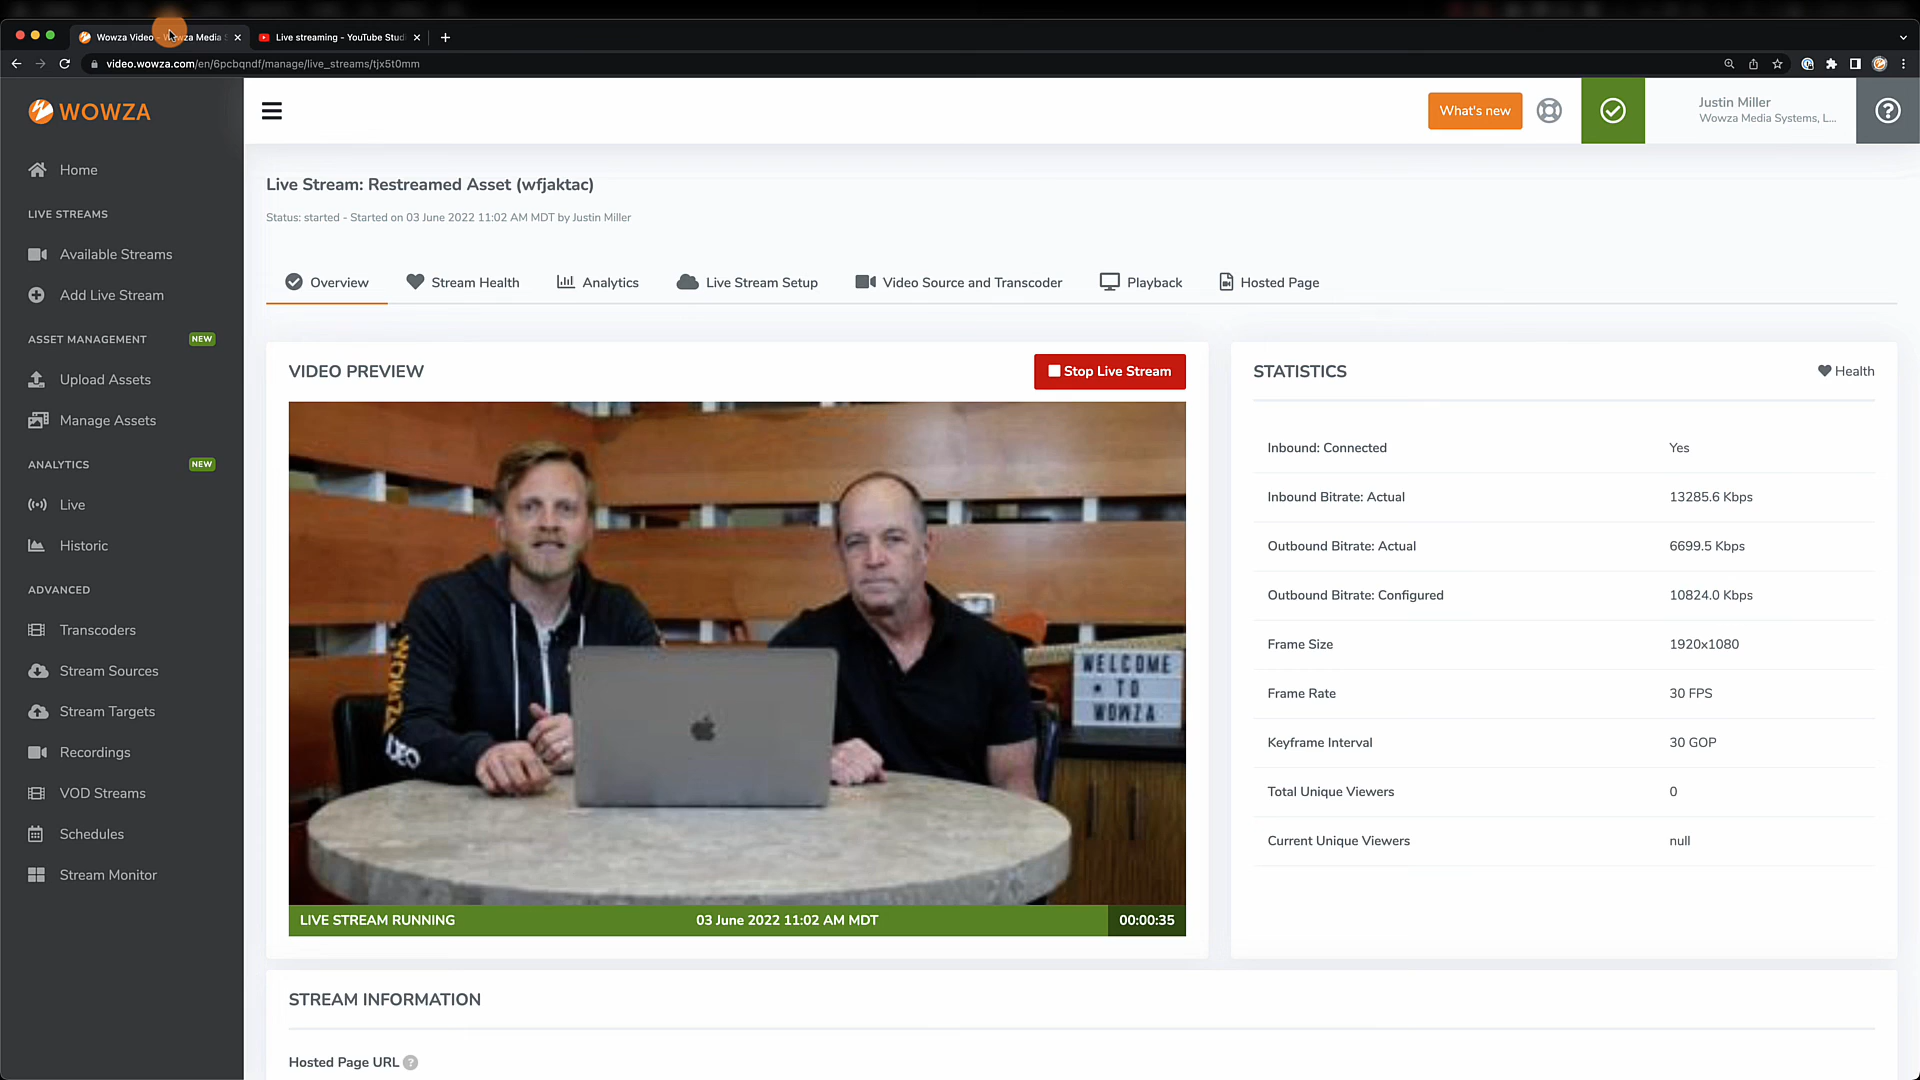 Wowza Video - Wowza Media S
Live streaming - YouTube Stud
video.wowza.com/en/6pcbqndf/manage/live_streams/tjx5t0mm
WOWZA
What's new
Justin Miller
Wowza Media Systems, L...
Home
LIVE STREAMS
Available Streams
Add Live Stream
ASSET MANAGEMENT NEW
Upload Assets
Manage Assets
ANALYTICS NEW
Live
Historic
ADVANCED
Transcoders
Stream Sources
Stream Targets
Recordings
VOD Streams
Schedules
Stream Monitor
Live Stream: Restreamed Asset (wfjaktac)
Status: started - Started on 03 June 2022 11:02 AM MDT by Justin Miller
Overview Stream Health Analytics Live Stream Setup Video Source and Transcoder Playback Hosted Page
VIDEO PREVIEW
Stop Live Stream
WOWZA
VIDEO
WELCOME
TO
WOWZA
LIVE STREAM RUNNING 03 June 2022 11:02 AM MDT 00:00:35
STATISTICS Health
Inbound: Connected Yes
Inbound Bitrate: Actual 13285.6 Kbps
Outbound Bitrate: Actual 6699.5 Kbps
Outbound Bitrate: Configured 10824.0 Kbps
Frame Size 1920x1080
Frame Rate 30 FPS
Keyframe Interval 30 GOP
Total Unique Viewers 0
Current Unique Viewers null
STREAM INFORMATION
Hosted Page URL ?